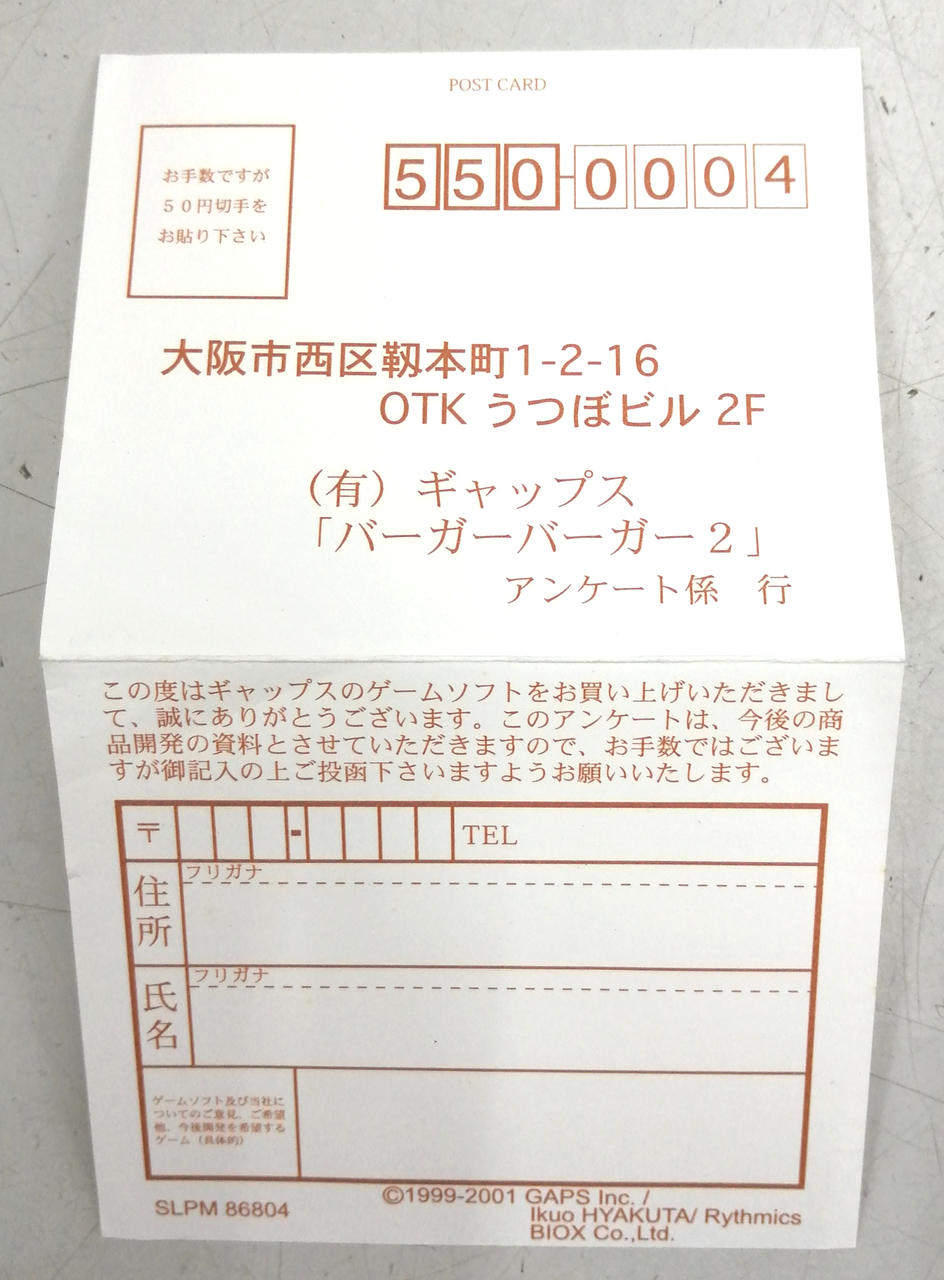 POST CARD
お手数ですが
５０円切手を
お貼り下さい
550-0004
大阪市西区靱本町1-2-16
OTK うつぼビル 2F
（有）ギャップス
「バーガーバーガー２」
アンケート係　行
この度はギャップスのゲームソフトをお買い上げいただきまし
て、誠にありがとうございます。このアンケートは、今後の商
品開発の資料とさせていただきますので、お手数ではございま
すが御記入の上ご投函下さいますようお願いいたします。
〒 - TEL
住所
フリガナ
氏名
フリガナ
ゲームソフト及び当社に
ついてのご意見、ご希望
他、今後開発を希望する
ゲーム（具体的）
SLPM 86804
©1999-2001 GAPS Inc. /
Ikuo HYAKUTA/ Rythmics
BIOX Co.,Ltd.